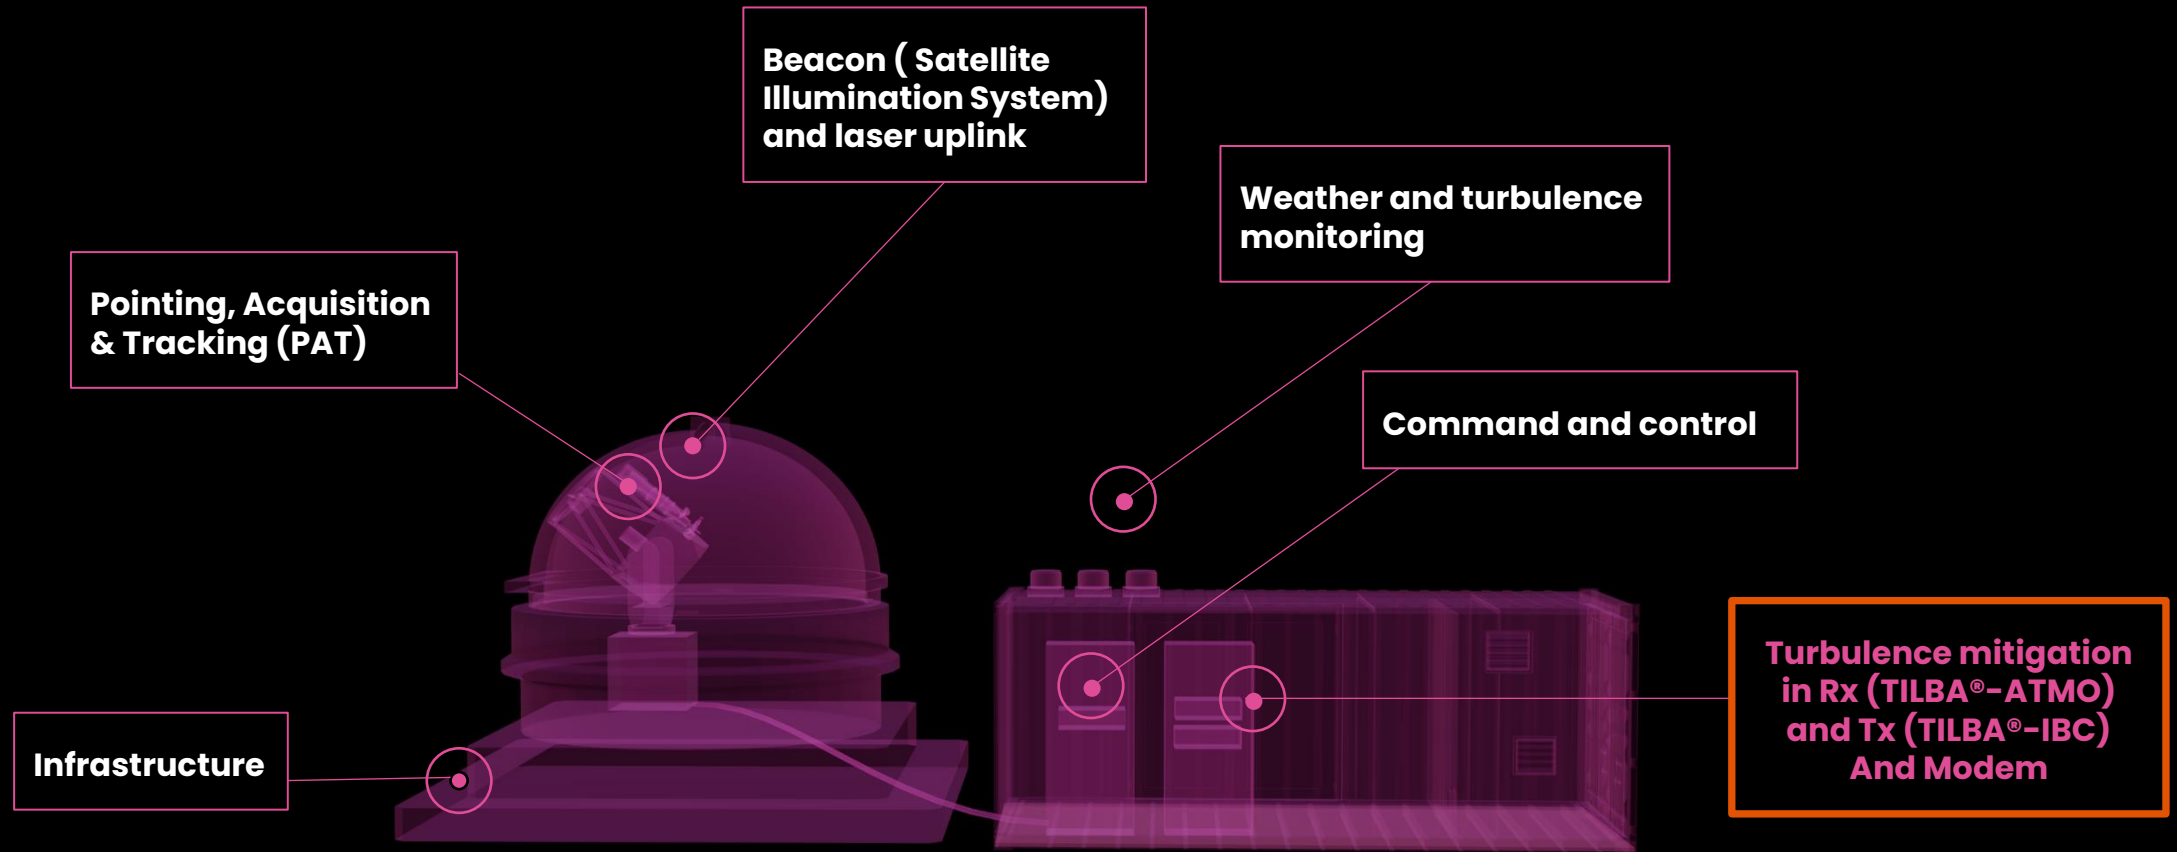 Beacon ( Satellite
Illumination System)
and laser uplink
Weather and turbulence
monitoring
Pointing, Acquisition
& Tracking (PAT)
Command and control
Turbulence mitigation
in Rx (TILBA®-ATMO)
and Tx (TILBA®-IBC)
And Modem
Infrastructure